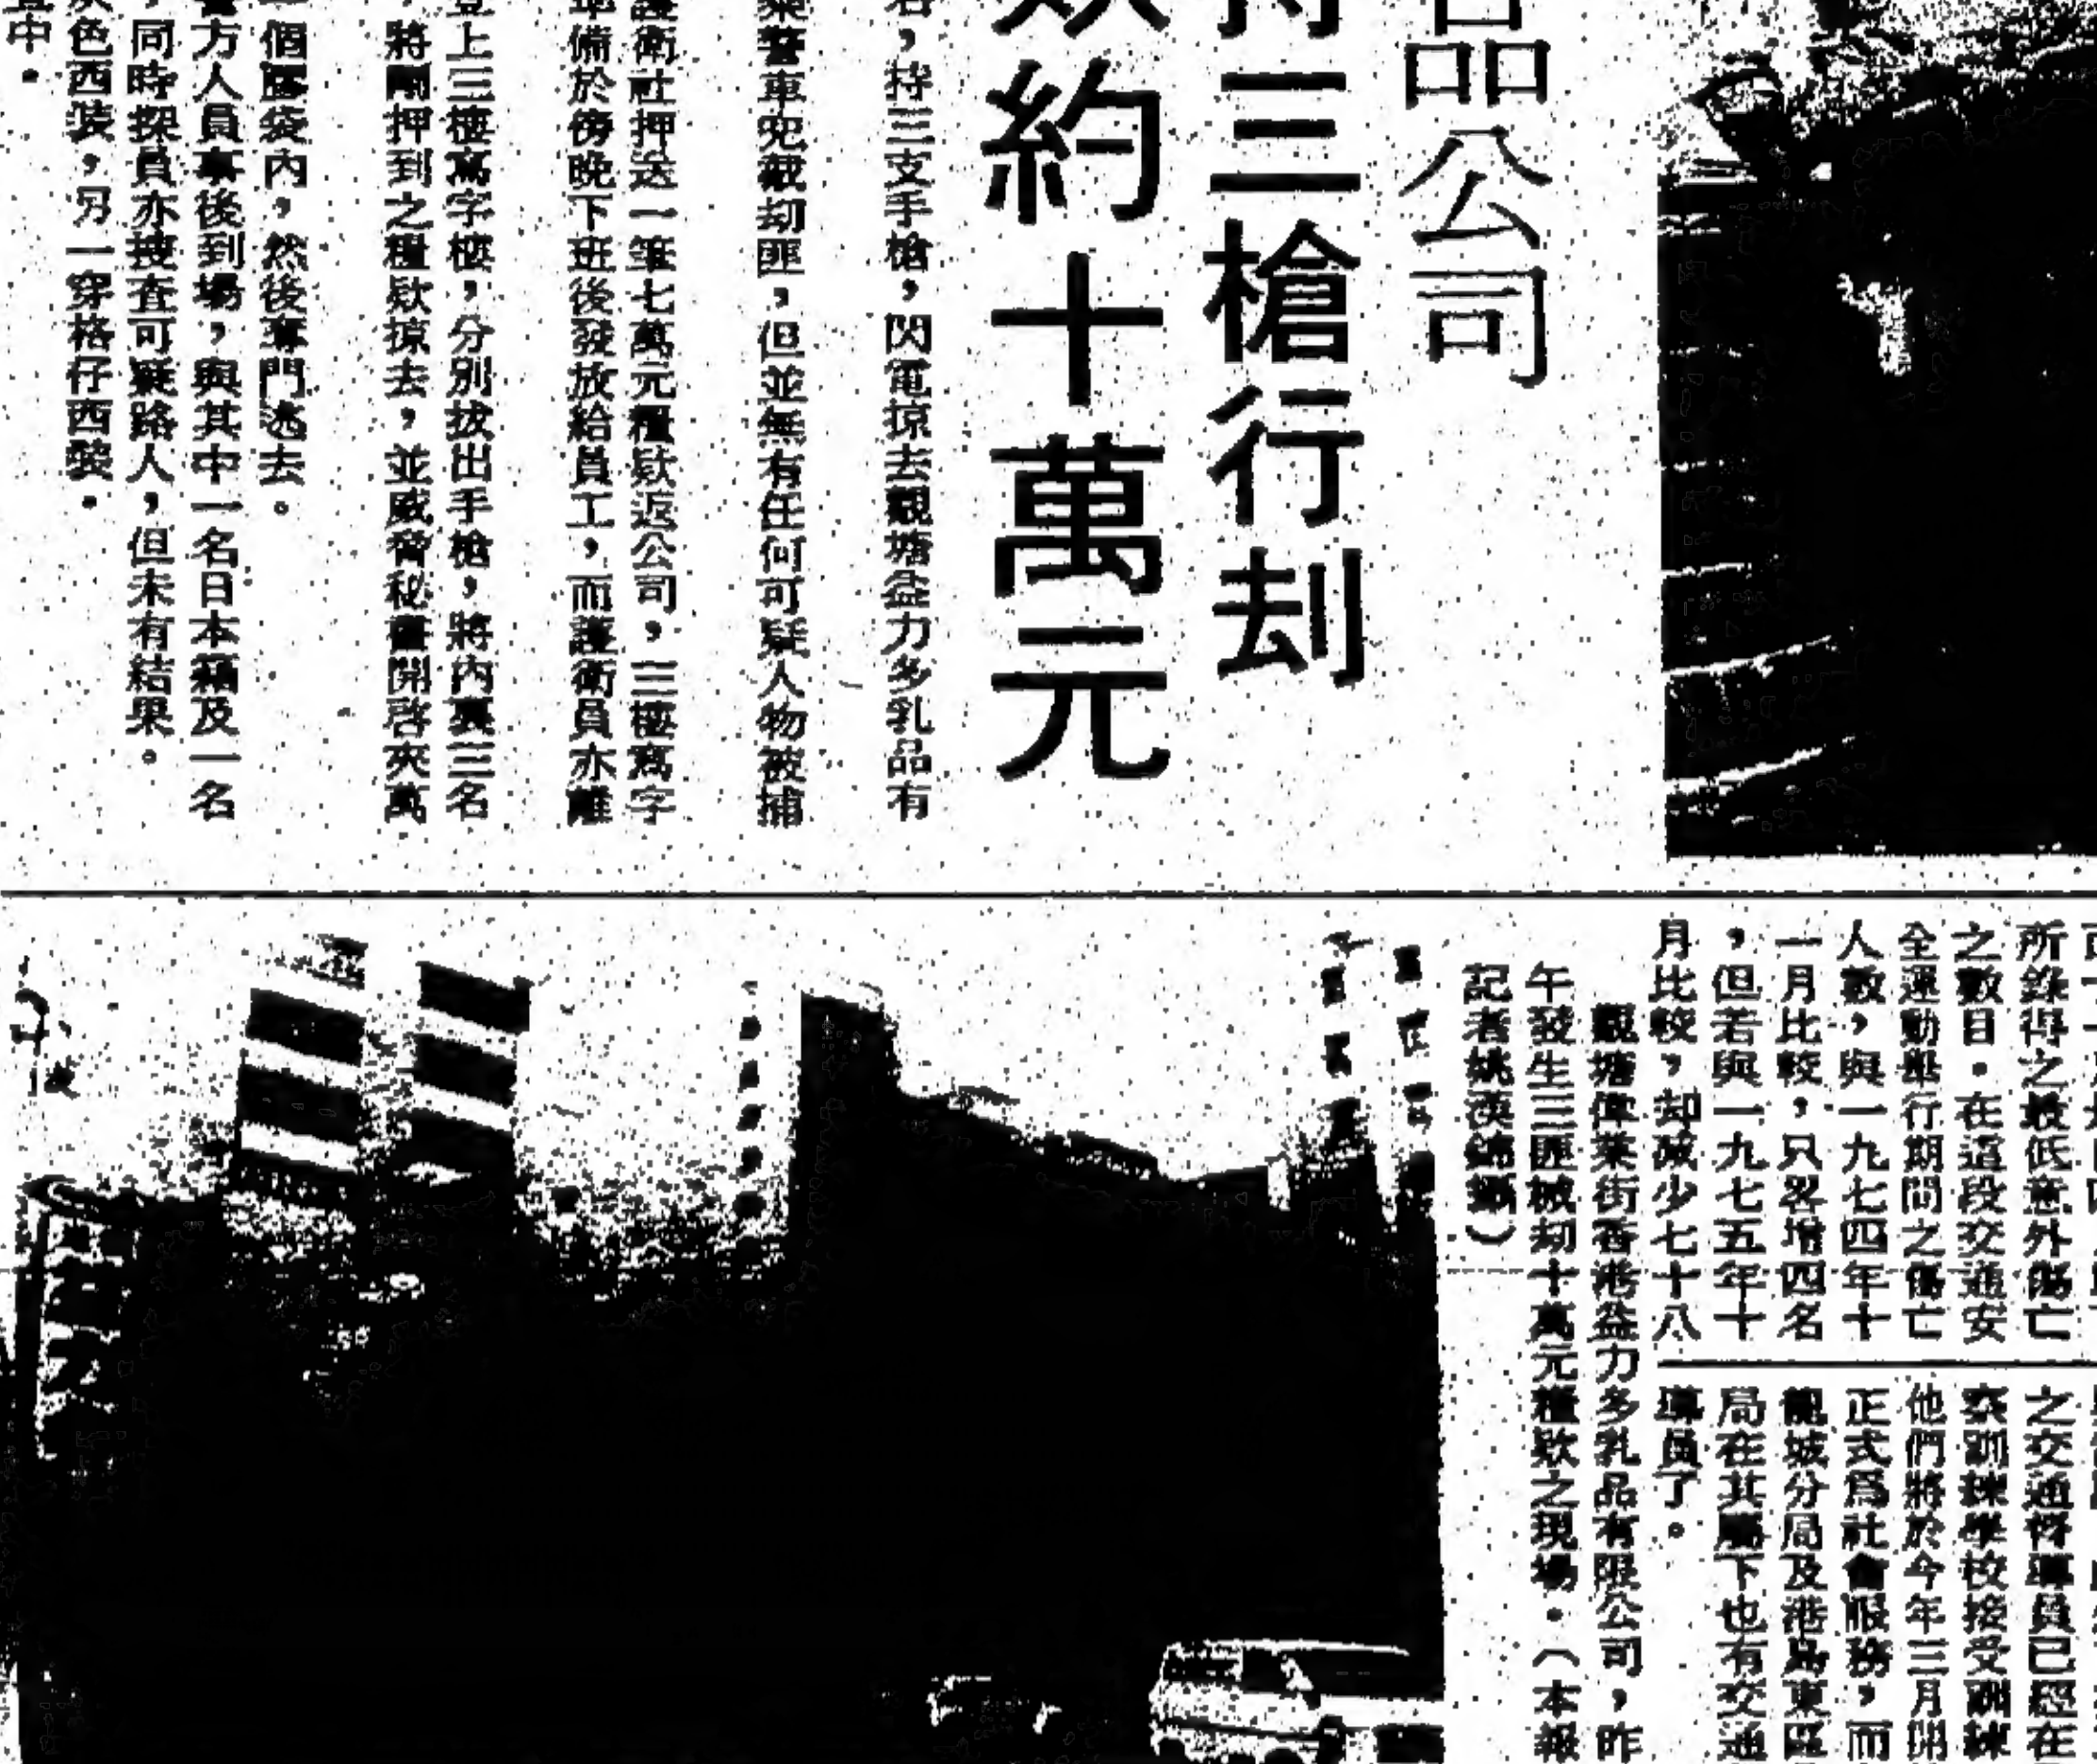 品公司
持三槍行刦
欵約十萬元
名，持三支手槍，閃電掠去觀塘益力多乳品有
警車兜截劫匪，但並無有任何可疑人物被捕
護衛社押送一筆七萬元糧欵返公司，三樓寫字
準備於傍晚下班後發放給員工，而護衛員亦離
登上三樓寫字樓，分別拔出手槍，將內裏三名
將剛押到之糧欵掠去，並威脅秘書開啓夾萬
個膠袋內，然後奪門逃去。
警方人員事後到場，與其中一名日本籍及一名
，同時探員亦搜查可疑路人，但未有結果。
色西裝，另一穿格仔西裝。
中。
所錄得之最低意外傷亡
之數目。在這段交通安
全運動舉行期間之傷亡
人數，與一九七四年十
一月比較，只畧增四名
，但若與一九七五年十
月比較，却減少七十八
觀塘偉業街香港益力多乳品有限公司，昨
午發生三匪械刦十萬元糧欵之現場。（本報
記者姚漢錦攝）
之交通督導員已經在
察訓練學校接受訓練
他們將於今年三月開
正式爲社會服務，而
龍城分局及港島東區
局在其屬下也有交通
導員了。